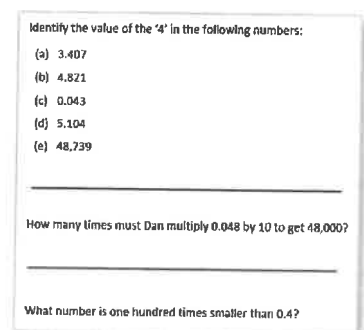 Identify the value of the '4' in the following numbers:
(a) 3.407
(b) 4.821
(c) 0.043
(d) 5.104
(e) 48,739
How many times must Dan multiply 0.048 by 10 to get 48,000?
What number is one hundred times smaller than 0.4?